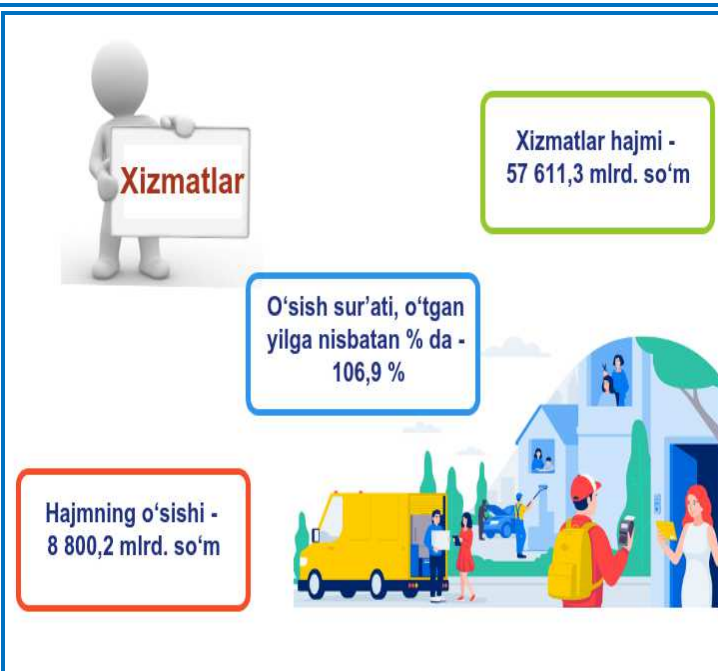 Xizmatlar
Xizmatlar hajmi -
57 611,3 mlrd. so‘m
O‘sish sur’ati, o‘tgan
yilga nisbatan % da -
106,9 %
Hajmning o‘sishi -
8 800,2 mlrd. so‘m